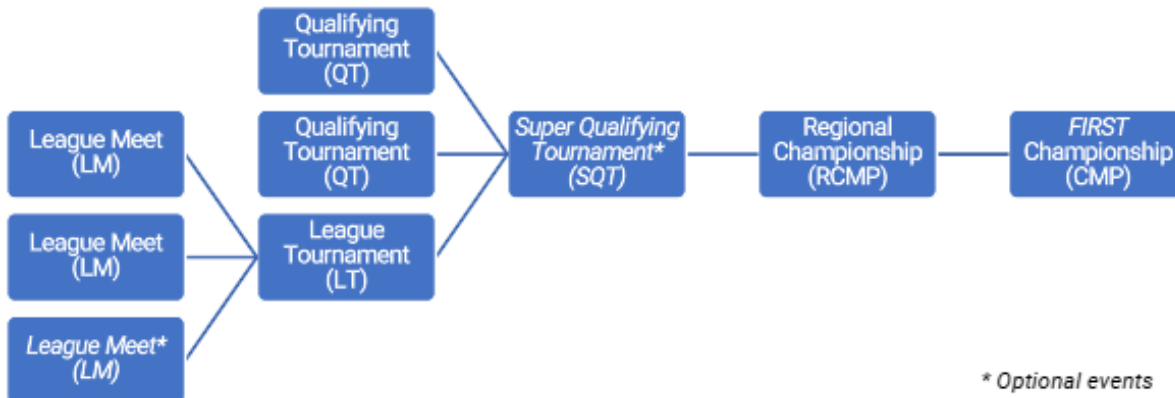 Qualifying
Tournament
(QT)
League Meet
(LM)
Qualifying
Tournament
(QT)
Super Qualifying
Tournament*
(SQT)
Regional
Championship
(RCMP)
FIRST
Championship
(CMP)
League Meet
(LM)
League
Tournament
(LT)
League Meet*
(LM)
* Optional events